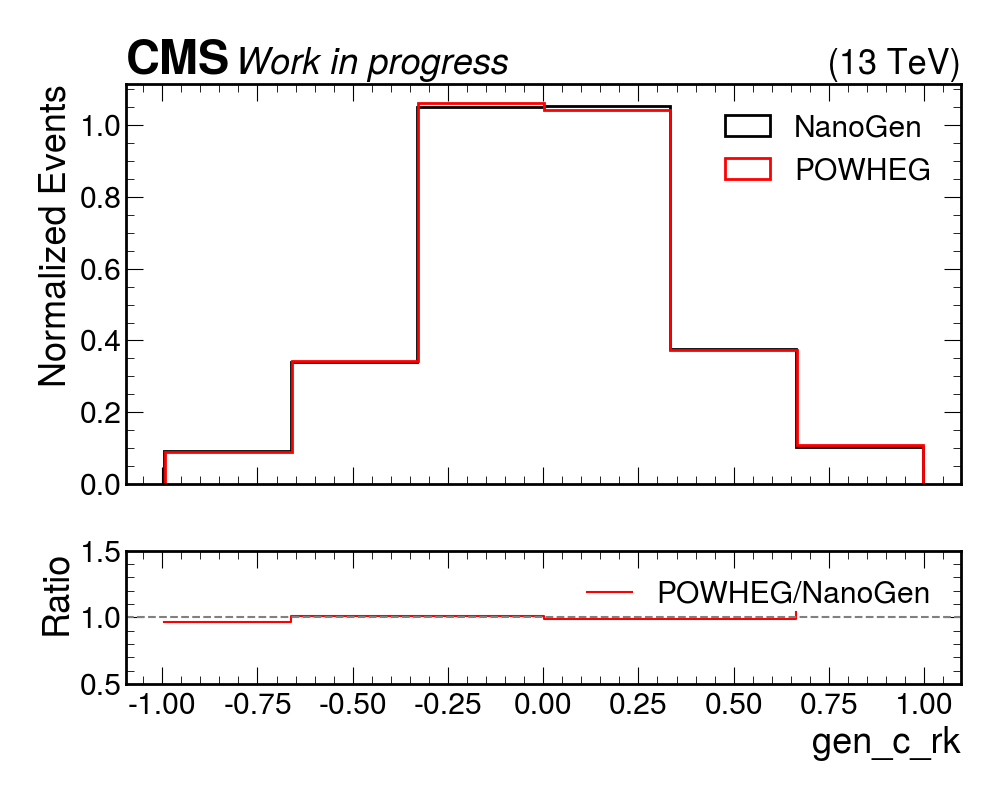 CMS Work in progress (13 TeV)
Normalized Events
1.0
0.8
0.6
0.4
0.2
0.0
NanoGen
POWHEG
Ratio
1.5
1.0
0.5
POWHEG/NanoGen
-1.00 -0.75 -0.50 -0.25 0.00 0.25 0.50 0.75 1.00
gen_c_rk